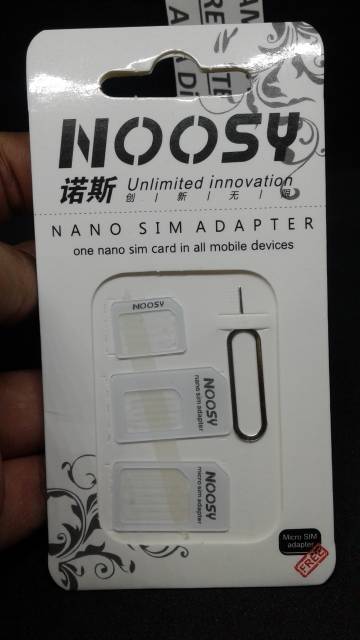 NOOSY
诺斯 Unlimited innovation
创 | 新 | 无 | 限
NANO SIM ADAPTER
one nano sim card in all mobile devices
NOOSY
NOOSY
nano sim adapter
NOOSY
micro sim adapter
Micro SIM
adapter
FREE